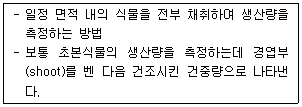 - 일정 면적 내의 식물을 전부 채취하여 생산량을
측정하는 방법
- 보통 초본식물의 생산량을 측정하는데 경엽부
(shoot)를 벤 다음 건조시킨 건중량으로 나타낸
다.